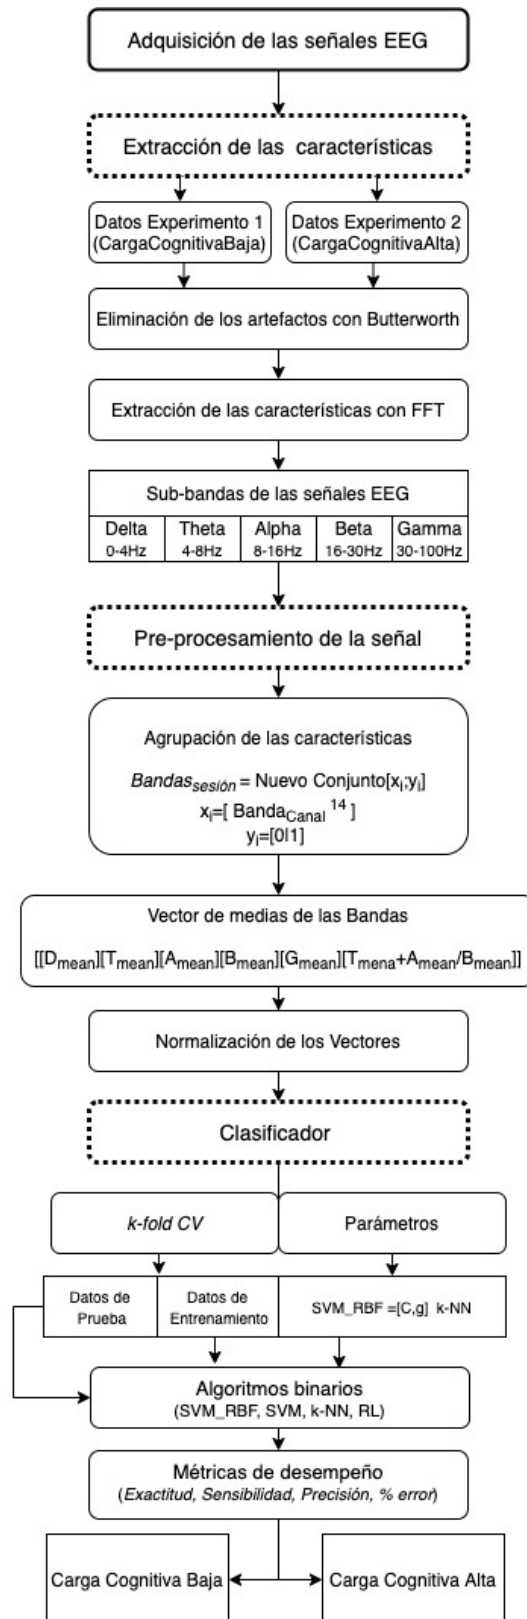 Adquisición de las señales EEG
Extracción de las  características
Datos Experimento 1
(CargaCognitivaBaja)
Datos Experimento 2
(CargaCognitivaAlta)
Eliminación de los artefactos con Butterworth
Extracción de las características con FFT
Sub-bandas de las señales EEG
Delta
0-4Hz
Theta
4-8Hz
Alpha
8-16Hz
Beta
16-30Hz
Gamma
30-100Hz
Pre-procesamiento de la señal
Agrupación de las características
Bandas_sesión = Nuevo Conjunto[x_i;y_i]
x_i=[ Banda_Canal ^14 ]
y_i=[0|1]
Vector de medias de las Bandas
[[D_mean][T_mean][A_mean][B_mean][G_mean][T_mena+A_mean/B_mean]]
Normalización de los Vectores
Clasificador
k-fold CV
Parámetros
Datos de
Prueba
Datos de
Entrenamiento
SVM_RBF =[C,g]  k-NN
Algoritmos binarios
(SVM_RBF, SVM, k-NN, RL)
Métricas de desempeño
(Exactitud, Sensibilidad, Precisión, % error)
Carga Cognitiva Baja
Carga Cognitiva Alta